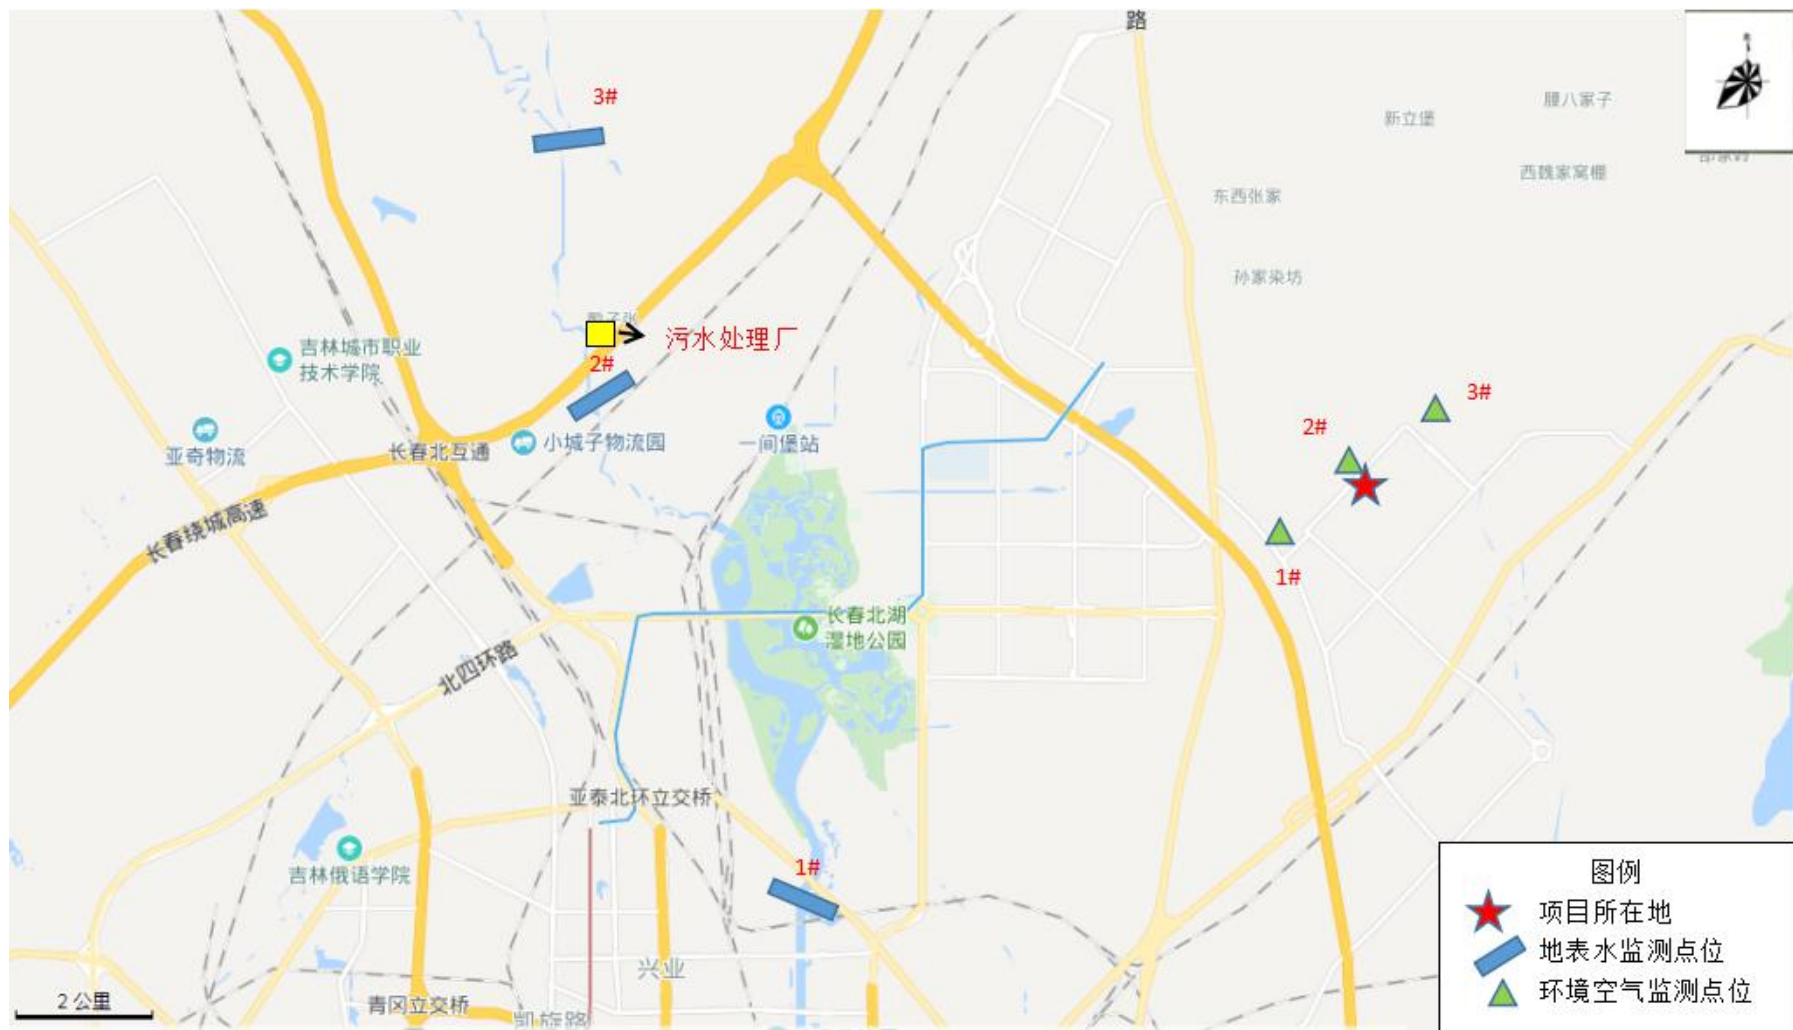 路
3#
腰八家子
新立堡
西魏家窝棚
东西张家
孙家染坊
污水处理厂
2#
吉林城市职业
技术学院
3#
2#
一间堡站
小城子物流园
长春北互通
亚奇物流
长春绕城高速
1#
长春北湖
湿地公园
北四环路
亚泰北环立交桥
1#
吉林俄语学院
兴业
青冈立交桥
凯旋路
2 公里
图例
项目所在地
地表水监测点位
环境空气监测点位